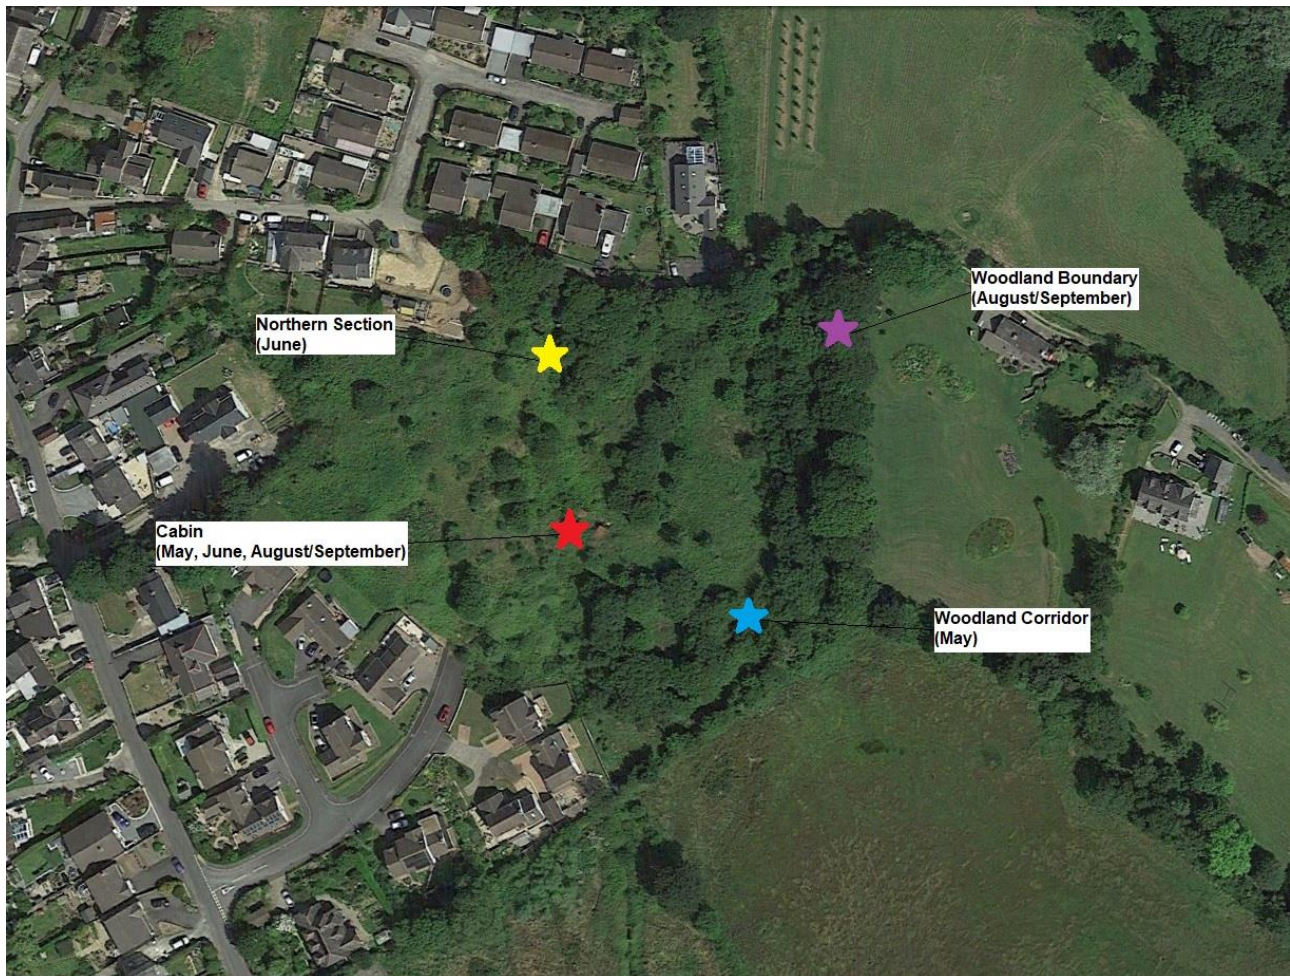 Woodland Boundary
(August/September)
Northern Section
(June)
Cabin
(May, June, August/September)
Woodland Corridor
(May)